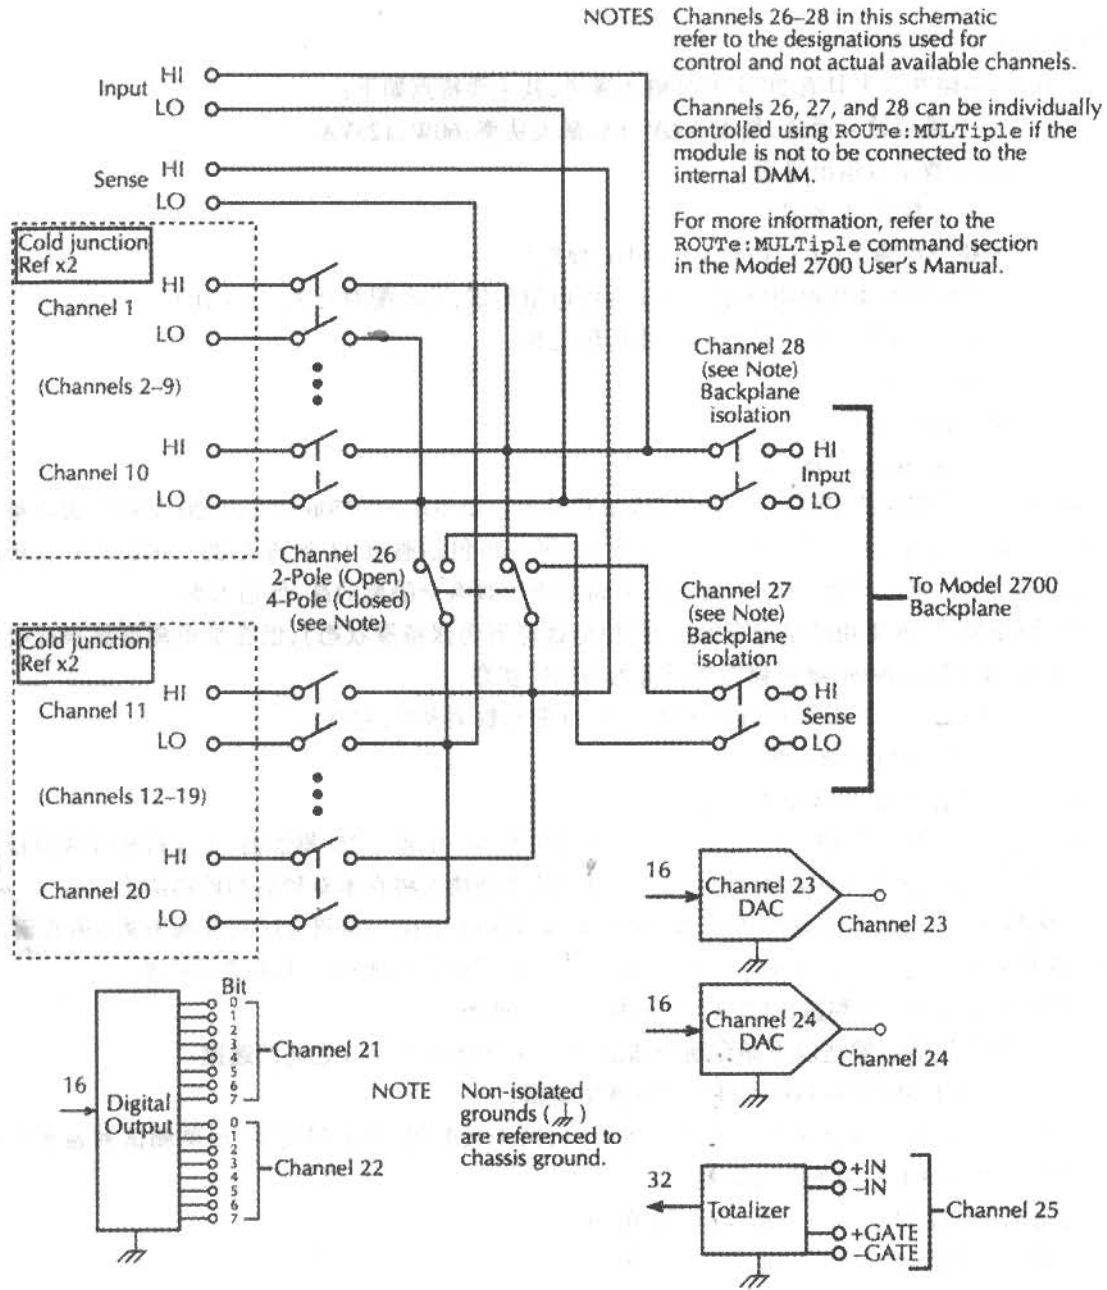 NOTES Channels 26–28 in this schematic
refer to the designations used for
control and not actual available channels.
Channels 26, 27, and 28 can be individually
controlled using ROUTe:MULTiple if the
module is not to be connected to the
internal DMM.
For more information, refer to the
ROUTe:MULTiple command section
in the Model 2700 User's Manual.
Input
HI
LO
Sense
HI
LO
Cold junction
Ref x2
Channel 1
HI
LO
(Channels 2–9)
Channel 10
HI
LO
Channel 28
(see Note)
Backplane
isolation
HI
Input
LO
Channel 26
2-Pole (Open)
4-Pole (Closed)
(see Note)
Channel 27
(see Note)
Backplane
isolation
HI
Sense
LO
To Model 2700
Backplane
Cold junction
Ref x2
HI
Channel 11
LO
(Channels 12–19)
HI
Channel 20
LO
16
Channel 23
DAC
Channel 23
16
Channel 24
DAC
Channel 24
Bit
0
1
2
3
4
5
6
7
Channel 21
16
Digital
Output
0
1
2
3
4
5
6
7
Channel 22
NOTE Non-isolated
grounds ( )
are referenced to
chassis ground.
32
Totalizer
+IN
–IN
+GATE
–GATE
Channel 25